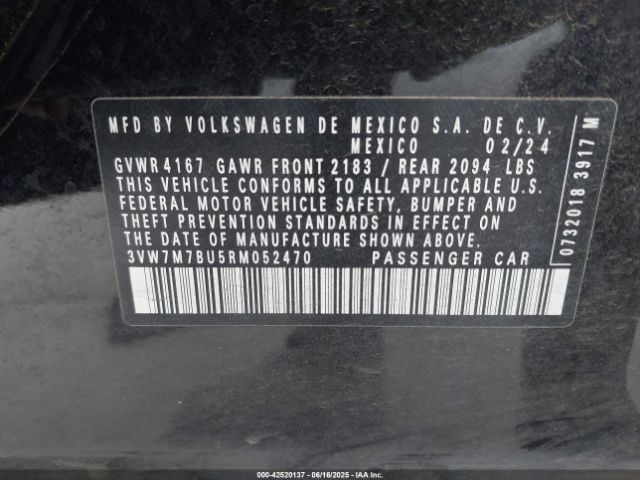 MFD BY VOLKSWAGEN DE MEXICO S.A. DE C.V.
MEXICO 02/24
GVWR 4167 GAWR FRONT 2183 / REAR 2094 LBS
THIS VEHICLE CONFORMS TO ALL APPLICABLE U.S.
FEDERAL MOTOR VEHICLE SAFETY, BUMPER AND
THEFT PREVENTION STANDARDS IN EFFECT ON
THE DATE OF MANUFACTURE SHOWN ABOVE.
3VW7M7BU5RM052470 PASSENGER CAR
0732018 3917 M
000-42520137 - 06/16/2025 - IAA Inc.